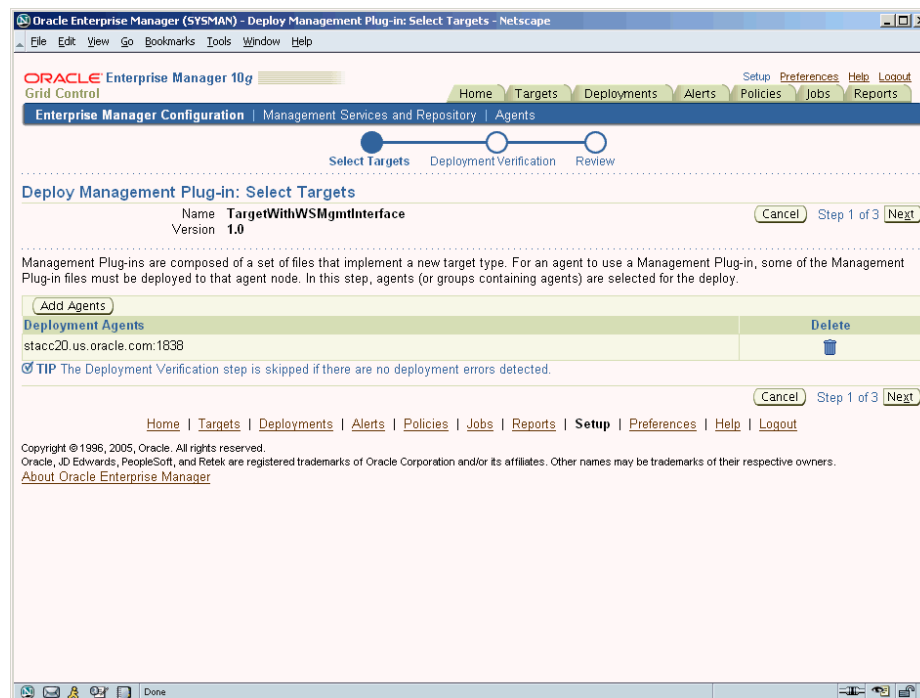 Oracle Enterprise Manager (SYSMAN) - Deploy Management Plug-in: Select Targets - Netscape
File Edit View Go Bookmarks Tools Window Help
ORACLE Enterprise Manager 10g
Grid Control
Setup Preferences Help Logout
Home Targets Deployments Alerts Policies Jobs Reports
Enterprise Manager Configuration | Management Services and Repository | Agents
Select Targets Deployment Verification Review
Deploy Management Plug-in: Select Targets
Name TargetWithWSMgmtInterface
Version 1.0
Cancel Step 1 of 3 Next
Management Plug-ins are composed of a set of files that implement a new target type. For an agent to use a Management Plug-in, some of the Management
Plug-in files must be deployed to that agent node. In this step, agents (or groups containing agents) are selected for the deploy.
Add Agents
Deployment Agents Delete
stacc20.us.oracle.com:1838
TIP The Deployment Verification step is skipped if there are no deployment errors detected.
Cancel Step 1 of 3 Next
Home | Targets | Deployments | Alerts | Policies | Jobs | Reports | Setup | Preferences | Help | Logout
Copyright © 1996, 2005, Oracle. All rights reserved.
Oracle, JD Edwards, PeopleSoft, and Retek are registered trademarks of Oracle Corporation and/or its affiliates. Other names may be trademarks of their respective owners.
About Oracle Enterprise Manager
Done